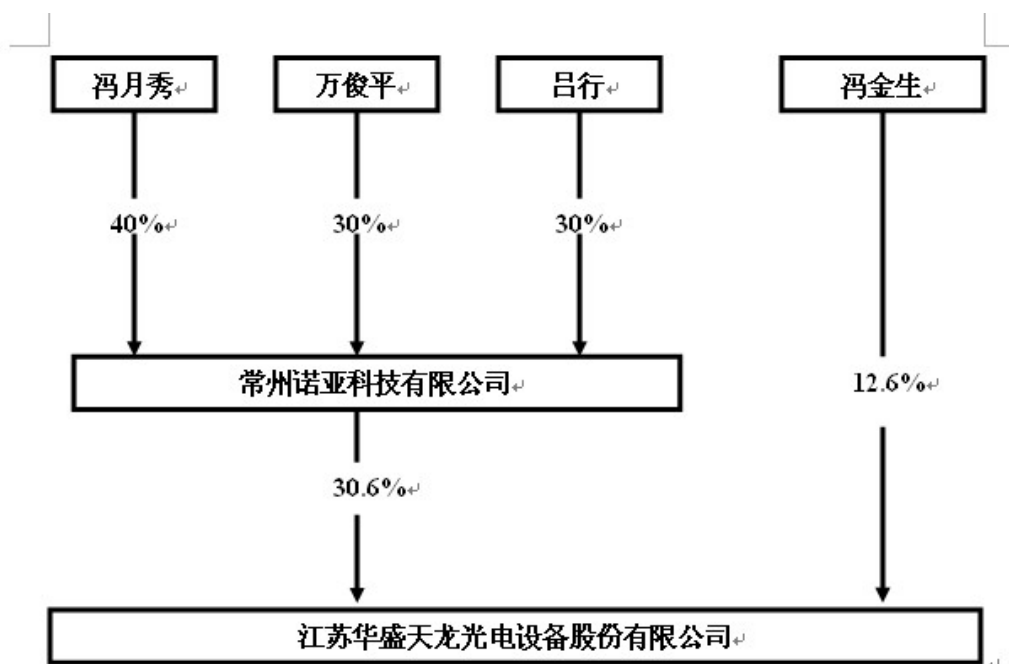 冯月秀
万俊平
吕行
冯金生
40%
30%
30%
常州诺亚科技有限公司
12.6%
30.6%
江苏华盛天龙光电设备股份有限公司